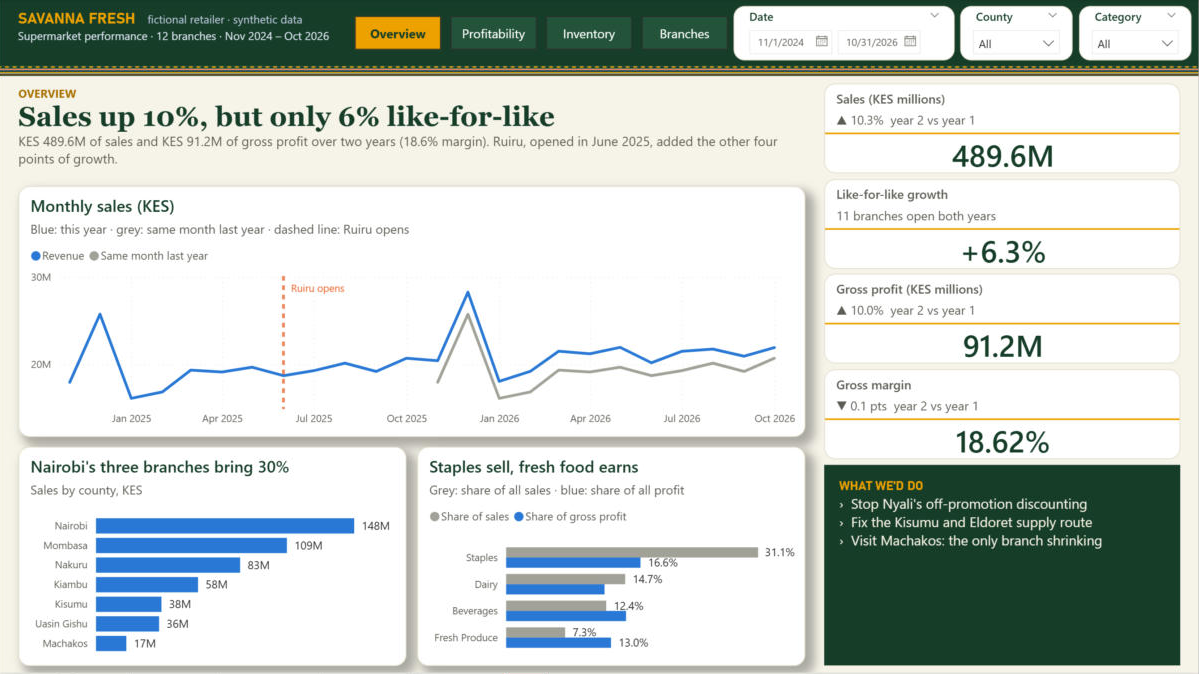 SAVANNA FRESH fictional retailer · synthetic data
Supermarket performance · 12 branches · Nov 2024 – Oct 2026
Overview
Profitability
Inventory
Branches
Date
11/1/2024
10/31/2026
County
All
Category
All
OVERVIEW
Sales up 10%, but only 6% like-for-like
KES 489.6M of sales and KES 91.2M of gross profit over two years (18.6% margin). Ruiru, opened in June 2025, added the other four
points of growth.
Monthly sales (KES)
Blue: this year · grey: same month last year · dashed line: Ruiru opens
Revenue Same month last year
30M
Ruiru opens
20M
Jan 2025 Apr 2025 Jul 2025 Oct 2025 Jan 2026 Apr 2026 Jul 2026 Oct 2026
Nairobi's three branches bring 30%
Sales by county, KES
Nairobi 148M
Mombasa 109M
Nakuru 83M
Kiambu 58M
Kisumu 38M
Uasin Gishu 36M
Machakos 17M
Staples sell, fresh food earns
Grey: share of all sales · blue: share of all profit
Share of sales Share of gross profit
Staples 31.1%
16.6%
Dairy 14.7%
Beverages 12.4%
Fresh Produce 7.3%
13.0%
Sales (KES millions)
▲ 10.3% year 2 vs year 1
489.6M
Like-for-like growth
11 branches open both years
+6.3%
Gross profit (KES millions)
▲ 10.0% year 2 vs year 1
91.2M
Gross margin
▼ 0.1 pts year 2 vs year 1
18.62%
WHAT WE'D DO
› Stop Nyali's off-promotion discounting
› Fix the Kisumu and Eldoret supply route
› Visit Machakos: the only branch shrinking